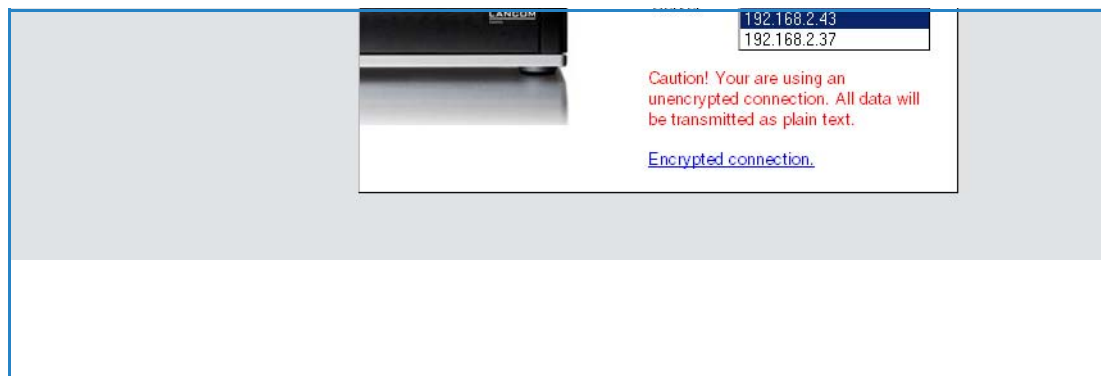 LANCOM
192.168.2.43
192.168.2.37
Caution! Your are using an
unencrypted connection. All data will
be transmitted as plain text.
Encrypted connection.